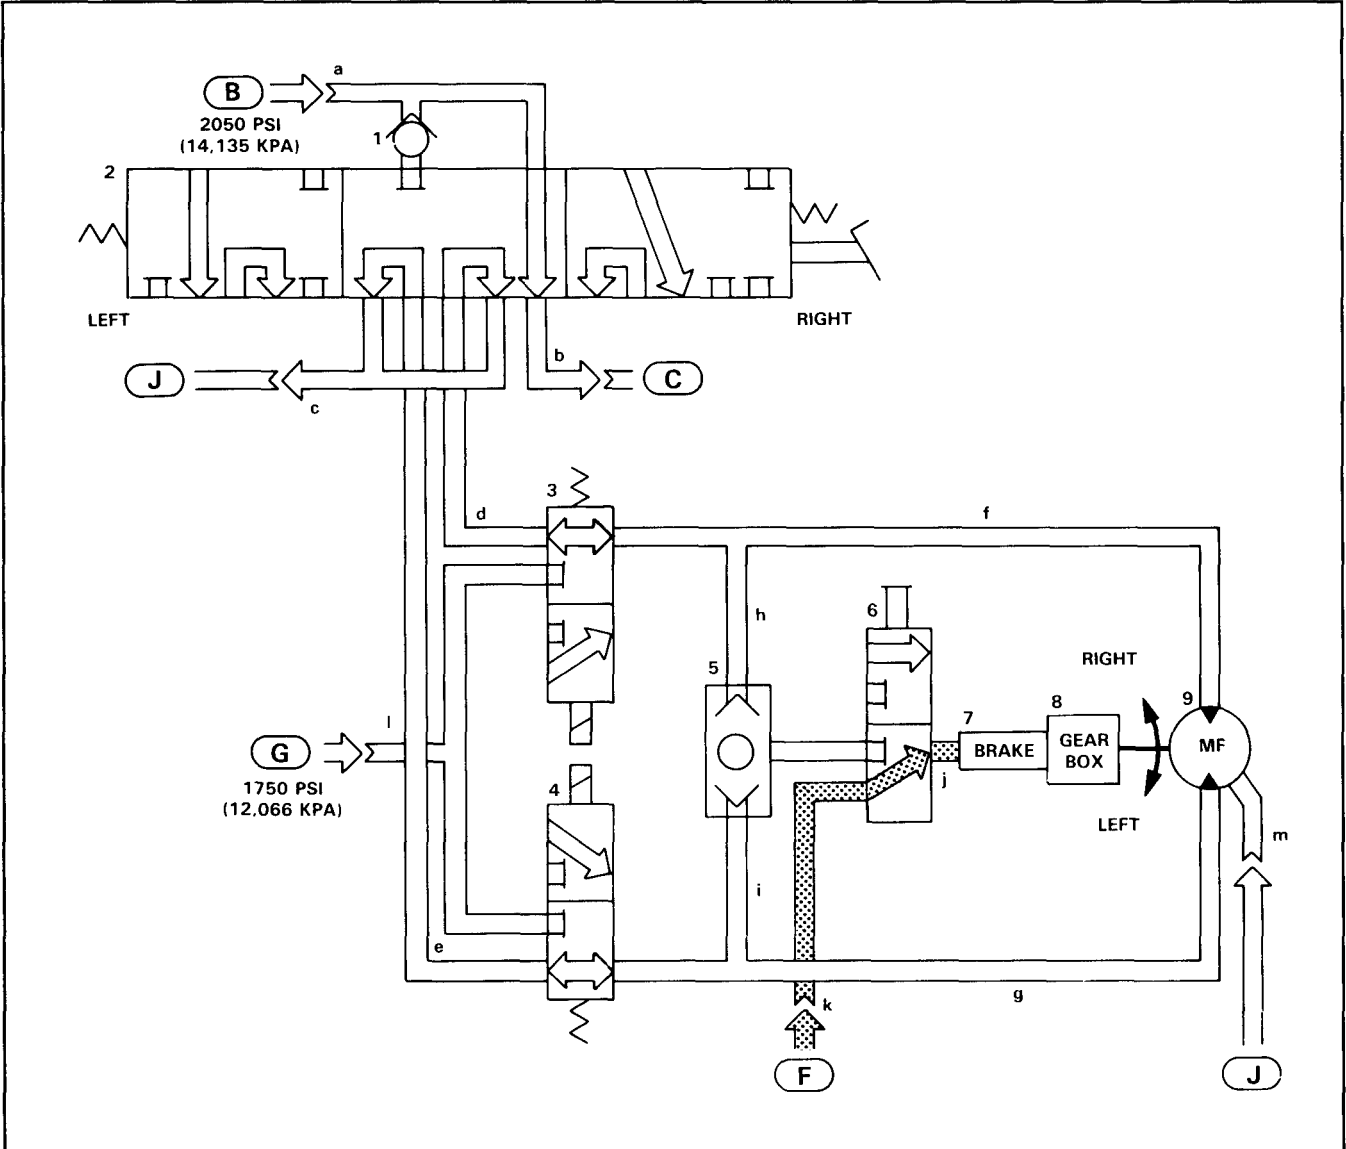 a
B
2050 PSI
(14,135 KPA)
1
2
LEFT
RIGHT
J
b
C
c
3
d
f
h
6
5
RIGHT
7
8
9
l
G
1750 PSI
(12,066 KPA)
BRAKE
GEAR
BOX
MF
j
4
LEFT
m
i
e
g
k
F
J